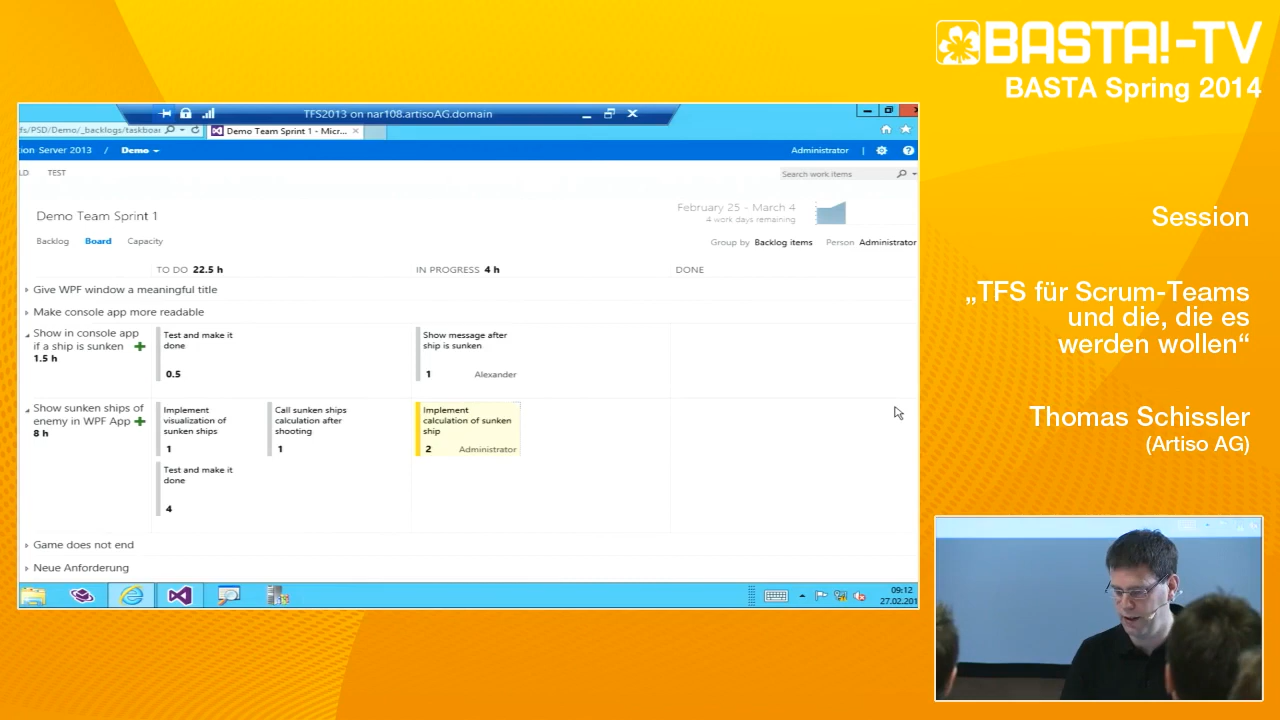 BASTA!-TV
BASTA Spring 2014
TFS2013 on nar108.artisoAG.domain
fs/PSD/Demo/_backlogs/taskboar
Demo Team Sprint 1 - Micr...
ion Server 2013 / Demo
Administrator
LD TEST
Search work items
Demo Team Sprint 1
February 25 - March 4
4 work days remaining
Backlog Board Capacity
Group by Backlog items Person Administrator
TO DO 22.5 h
IN PROGRESS 4 h
DONE
Give WPF window a meaningful title
Make console app more readable
Show in console app
if a ship is sunken
1.5 h
Test and make it
done
0.5
Show message after
ship is sunken
1 Alexander
Show sunken ships of
enemy in WPF App
8 h
Implement
visualization of
sunken ships
1
Call sunken ships
calculation after
shooting
1
Implement
calculation of sunken
ship
2 Administrator
Test and make it
done
4
Game does not end
Neue Anforderung
09:12
27.02.201
Session
„TFS für Scrum-Teams
und die, die es
werden wollen“
Thomas Schissler
(Artiso AG)